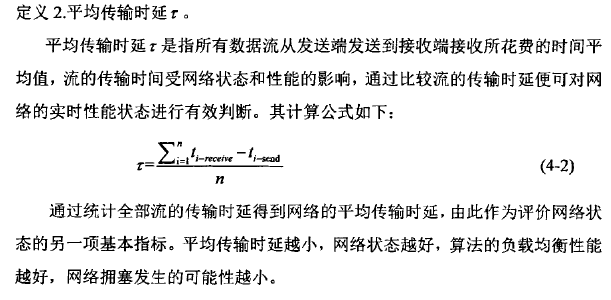 定义 2.平均传输时延τ。
平均传输时延τ是指所有数据流从发送端发送到接收端接收所花费的时间平
均值，流的传输时间受网络状态和性能的影响，通过比较流的传输时延便可对网
络的实时性能状态进行有效判断。其计算公式如下：
τ=\frac{\sum_{i=1}^{n} t_{i-receive} - t_{i-send}}{n} (4-2)
通过统计全部流的传输时延得到网络的平均传输时延，由此作为评价网络状
态的另一项基本指标。平均传输时延越小，网络状态越好，算法的负载均衡性能
越好，网络拥塞发生的可能性越小。